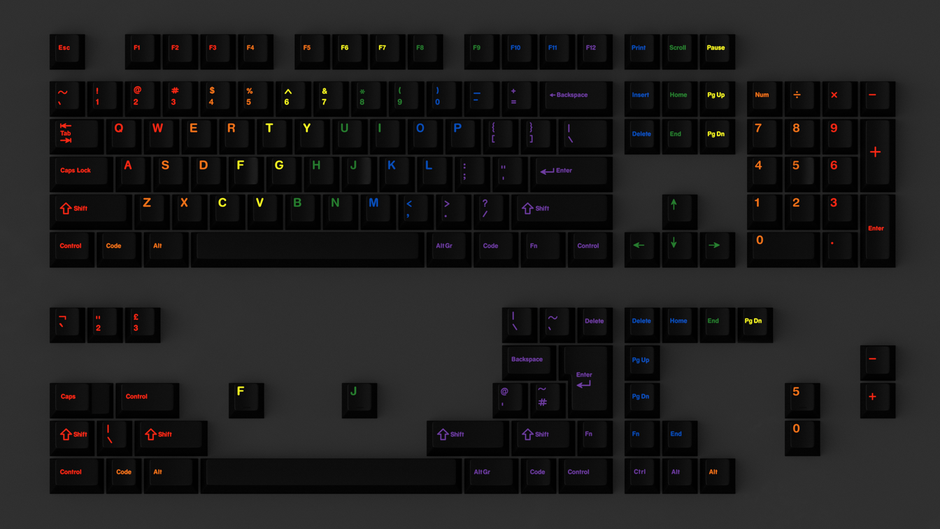 Esc F1 F2 F3 F4 F5 F6 F7 F8 F9 F10 F11 F12 Print Scroll Pause
~ ! @ # $ % ^ & * ( ) _ +
` 1 2 3 4 5 6 7 8 9 0 - = Backspace Insert Home Pg Up Num ÷ × −
Tab Q W E R T Y U I O P { } | Delete End Pg Dn 7 8 9 +
[ ] \
Caps Lock A S D F G H J K L : " Enter 4 5 6
; '
Shift Z X C V B N M < > ? Shift ↑ 1 2 3 Enter
, . /
Control Code Alt Alt Gr Code Fn Control ← ↓ → 0 .
¬ " £ | ~ Delete Delete Home End Pg Dn
` 2 3 \ `
Backspace Enter Pg Up −
Caps Control F J @ ~ Pg Dn 5 +
' #
Shift | Shift Shift Shift Fn Fn End 0
\
Control Code Alt Alt Gr Code Control Ctrl Alt Alt